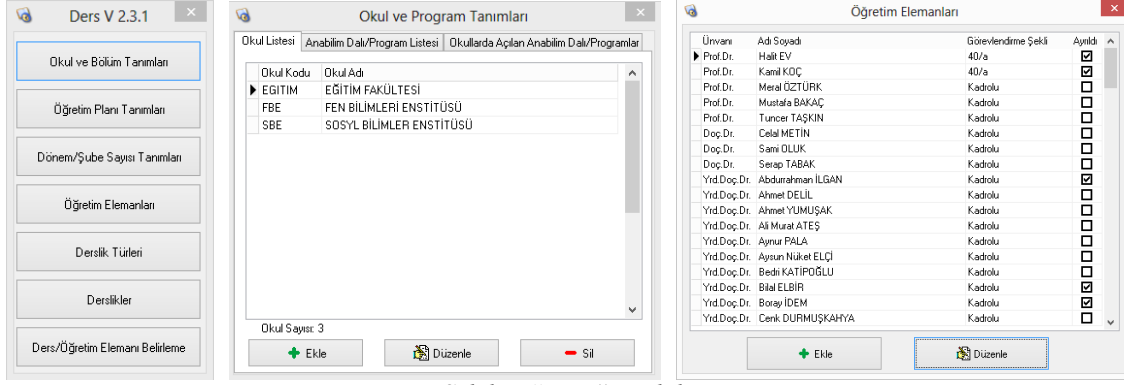 Ders V 2.3.1
Okul ve Bölüm Tanımları
Öğretim Planı Tanımları
Dönem/Şube Sayısı Tanımları
Öğretim Elemanları
Derslik Türleri
Derslikler
Ders/Öğretim Elemanı Belirleme
Okul ve Program Tanımları
Okul Listesi Anabilim Dalı/Program Listesi Okullarda Açılan Anabilim Dalı/Programlar
Okul Kodu Okul Adı
EGITIM EĞİTİM FAKÜLTESİ
FBE FEN BİLİMLERİ ENSTİTÜSÜ
SBE SOSYL BİLİMLER ENSTİTÜSÜ
Okul Sayısı: 3
Ekle Düzenle Sil
Öğretim Elemanları
Ünvanı Adı Soyadı Görevlendirme Şekli Ayrıldı
Prof.Dr. Halit EV 40/a
Prof.Dr. Kamil KOÇ 40/a
Prof.Dr. Meral ÖZTÜRK Kadrolu
Prof.Dr. Mustafa BAKAÇ Kadrolu
Prof.Dr. Tuncer TAŞKIN Kadrolu
Doç.Dr. Celal METİN Kadrolu
Doç.Dr. Sami OLUK Kadrolu
Doç.Dr. Serap TABAK Kadrolu
Yrd.Doç.Dr. Abdurrahman İLGAN Kadrolu
Yrd.Doç.Dr. Ahmet DELİL Kadrolu
Yrd.Doç.Dr. Ahmet YUMUŞAK Kadrolu
Yrd.Doç.Dr. Ali Murat ATEŞ Kadrolu
Yrd.Doç.Dr. Aynur PALA Kadrolu
Yrd.Doç.Dr. Aysun Nüket ELÇİ Kadrolu
Yrd.Doç.Dr. Bedri KATİPOĞLU Kadrolu
Yrd.Doç.Dr. Bilal ELBİR Kadrolu
Yrd.Doç.Dr. Boray İDEM Kadrolu
Yrd.Doç.Dr. Cenk DURMUŞKAHYA Kadrolu
Ekle Düzenle